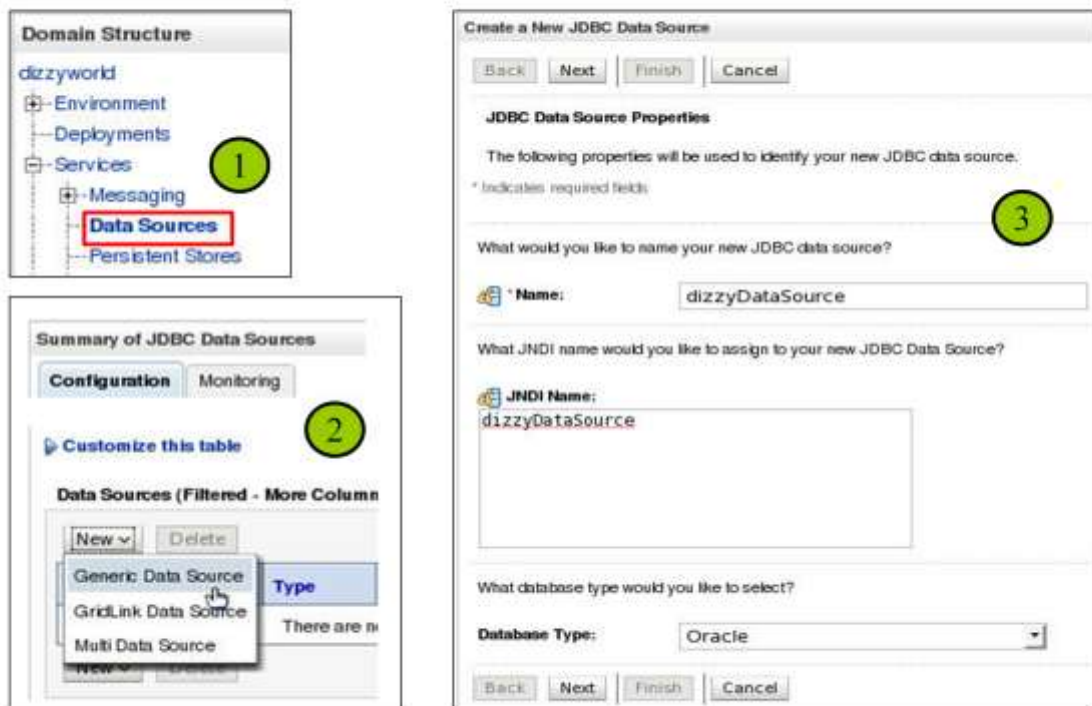 Domain Structure
dizzyworld
Environment
Deployments
Services
Messaging
Data Sources
Persistent Stores
1
Summary of JDBC Data Sources
Configuration Monitoring
2
Customize this table
Data Sources (Filtered - More Column
New Delete
Generic Data Source
GridLink Data Source
Multi Data Source
Type
There are
New Delete
Create a New JDBC Data Source
Back Next Finish Cancel
JDBC Data Source Properties
The following properties will be used to identify your new JDBC data source.
* Indicates required fields
3
What would you like to name your new JDBC data source?
* Name: dizzyDataSource
What JNDI name would you like to assign to your new JDBC Data Source?
JNDI Name:
dizzyDataSource
What database type would you like to select?
Database Type: Oracle
Back Next Finish Cancel